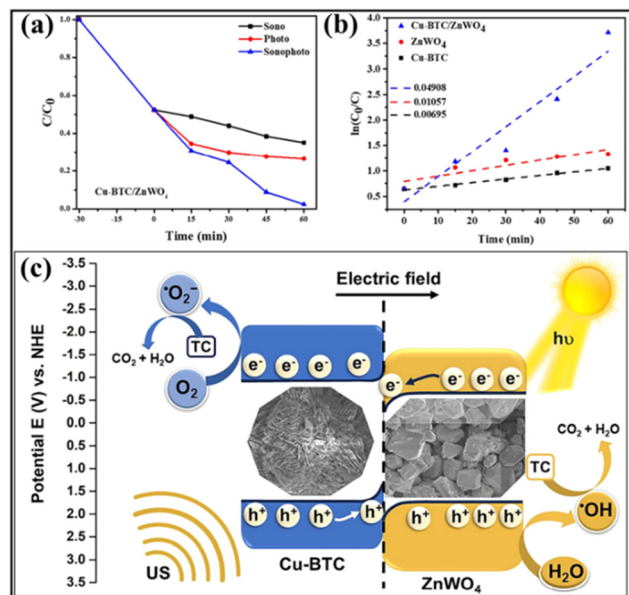 (a)
Sono
Photo
Sonophoto
C/C₀
1.0
0.8
0.6
0.4
0.2
0.0
Cu-BTC/ZnWO₄
-30
-15
0
15
30
45
60
Time (min)
(b)
Cu-BTC/ZnWO₄
ZnWO₄
Cu-BTC
0.04908
0.01057
0.00695
ln(C₀/C)
4.0
3.5
3.0
2.5
2.0
1.5
1.0
0.5
0.0
0
10
20
30
40
50
60
Time (min)
(c)
Electric field
Potential E (V) vs. NHE
-3.5
-3.0
-2.5
-2.0
-1.5
-1.0
-0.5
0.0
0.5
1.0
1.5
2.0
2.5
3.0
3.5
•O₂⁻
TC
CO₂ + H₂O
O₂
hυ
e⁻ e⁻ e⁻ e⁻
e⁻ e⁻ e⁻ e⁻
CO₂ + H₂O
TC
h⁺ h⁺ h⁺ h⁺
h⁺ h⁺ h⁺ h⁺
•OH
H₂O
US
Cu-BTC
ZnWO₄